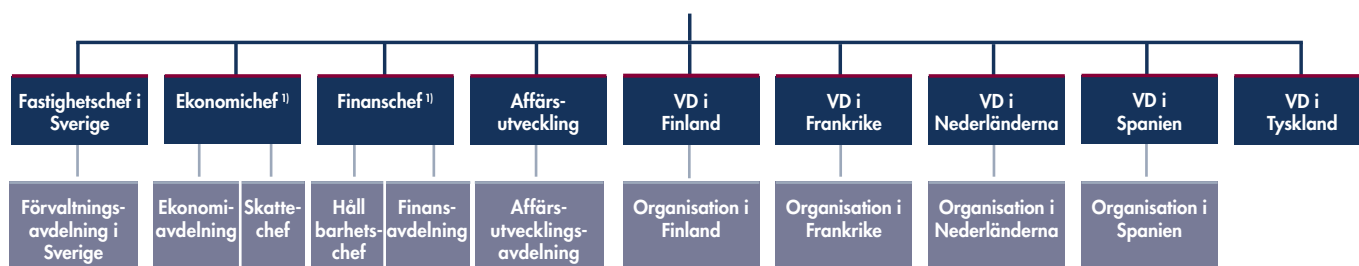 Fastighetschef i
Sverige
Ekonomichef 1)
Finanschef 1)
Affärs-
utveckling
VD i
Finland
VD i
Frankrike
VD i
Nederländerna
VD i
Spanien
VD i
Tyskland
Förvaltnings-
avdelning i
Sverige
Ekonomi-
avdelning
Skatte-
chef
Håll
barhets-
chef
Finans-
avdelning
Affärs-
utvecklings-
avdelning
Organisation i
Finland
Organisation i
Frankrike
Organisation i
Nederländerna
Organisation i
Spanien